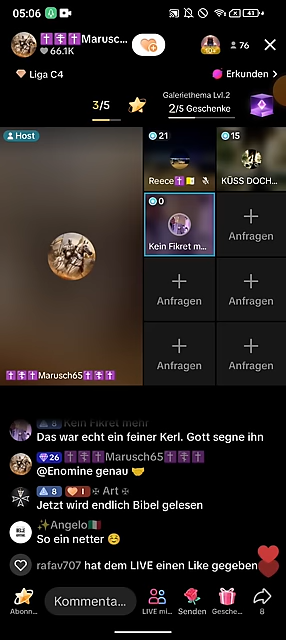 05:06
41
Marusc...
66.1K
76
Liga C4
Erkunden >
3/5
Galeriethema Lvl.2
2/5 Geschenke
Host
21
15
Reece
KÜSS DOCH...
0
Kein Fikret m...
Anfragen
Anfragen
Anfragen
Anfragen
Anfragen
Marusch65
8 Kein Fikret mehr
Das war echt ein feiner Kerl. Gott segne ihn
26 Marusch65
@Enomine genau 🤝
8 1 ✠ Art ✠
Jetzt wird endlich Bibel gelesen
✨Angelo🇲🇽
So ein netter ☺️
rafav707 hat dem LIVE einen Like gegeben
Abonn...
Kommenta...
LIVE mi...
Senden
Gesche...
8